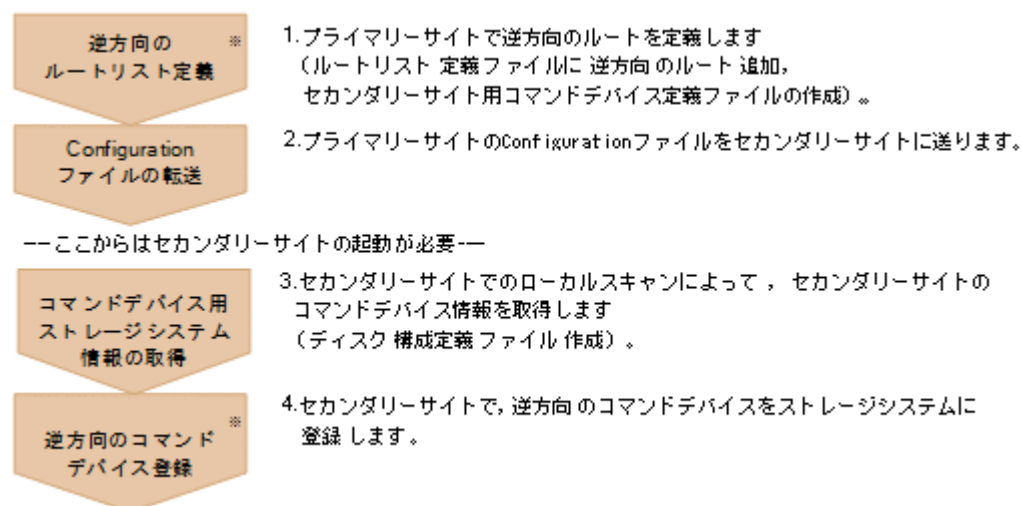 逆方向の ※
ルートリスト定義
1.プライマリーサイトで逆方向のルートを定義します
（ルートリスト 定義ファイルに 逆方向 のルート 追加，
セカンダリーサイト用コマンドデバイス定義ファイルの作成）。
Configuration
ファイルの転送
2.プライマリーサイトのConfigurationファイルをセカンダリーサイトに送ります。
--ここからはセカンダリーサイトの起動が必要--
コマンドデバイス用
ストレージシステム
情報の取得
3.セカンダリーサイトでのローカルスキャンによって ， セカンダリーサイトの
コマンドデバイス情報を取得します
（ディスク 構成定義 ファイル 作成）。
※
逆方向のコマンド
デバイス登録
4.セカンダリーサイトで，逆方向 のコマンドデバイスをストレージシステムに
登録 します。